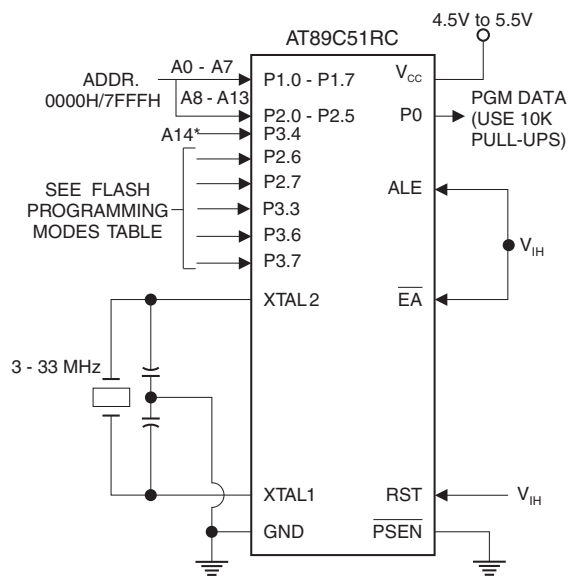 4.5V to 5.5V
AT89C51RC
ADDR.
0000H/7FFFH
A0 - A7
A8 - A13
A14*
P1.0 - P1.7
P2.0 - P2.5
P3.4
P2.6
P2.7
P3.3
P3.6
P3.7
SEE FLASH
PROGRAMMING
MODES TABLE
VCC
P0
PGM DATA
(USE 10K
PULL-UPS)
ALE
VIH
EA
XTAL2
3 - 33 MHz
XTAL1
GND
RST
VIH
PSEN